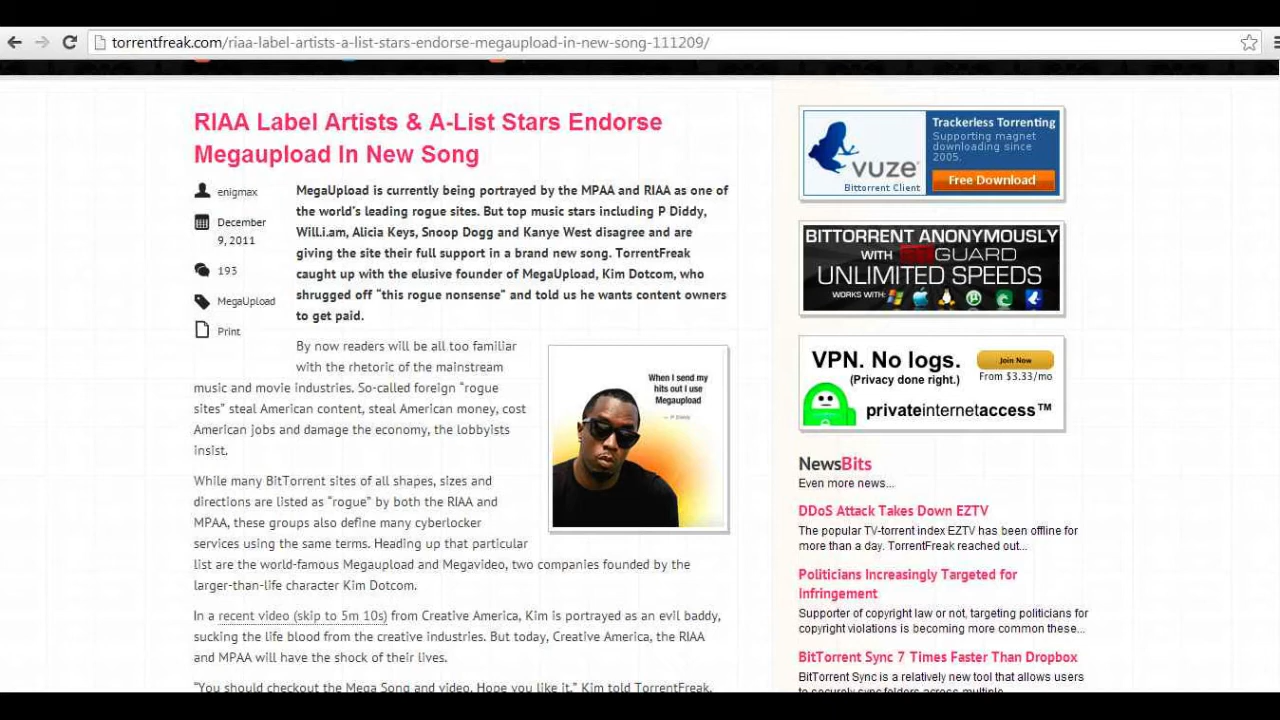 torrentfreak.com/riaa-label-artists-a-list-stars-endorse-megaupload-in-new-song-111209/
RIAA Label Artists & A-List Stars Endorse
Megaupload In New Song
enigmax
December
9, 2011
193
MegaUpload
Print
MegaUpload is currently being portrayed by the MPAA and RIAA as one of
the world's leading rogue sites. But top music stars including P Diddy,
Will.i.am, Alicia Keys, Snoop Dogg and Kanye West disagree and are
giving the site their full support in a brand new song. TorrentFreak
caught up with the elusive founder of MegaUpload, Kim Dotcom, who
shrugged off “this rogue nonsense” and told us he wants content owners
to get paid.
By now readers will be all too familiar
with the rhetoric of the mainstream
music and movie industries. So-called foreign “rogue
sites” steal American content, steal American money, cost
American jobs and damage the economy, the lobbyists
insist.
When I send my
hits out I use
Megaupload
— P Diddy
While many BitTorrent sites of all shapes, sizes and
directions are listed as “rogue” by both the RIAA and
MPAA, these groups also define many cyberlocker
services using the same terms. Heading up that particular
list are the world-famous Megaupload and Megavideo, two companies founded by the
larger-than-life character Kim Dotcom.
In a recent video (skip to 5m 10s) from Creative America, Kim is portrayed as an evil baddy,
sucking the life blood from the creative industries. But today, Creative America, the RIAA
and MPAA will have the shock of their lives.
“You should checkout the Mega Song and video. Hope you like it,” Kim told TorrentFreak.
vuze
Bittorrent Client
Trackerless Torrenting
Supporting magnet
downloading since
2005.
Free Download
BITTORRENT ANONYMOUSLY
WITH BTGUARD
UNLIMITED SPEEDS
WORKS WITH:
VPN. No logs.
(Privacy done right.)
Join Now
From $3.33/mo
privateinternetaccess™
NewsBits
Even more news...
DDoS Attack Takes Down EZTV
The popular TV-torrent index EZTV has been offline for
more than a day. TorrentFreak reached out...
Politicians Increasingly Targeted for
Infringement
Supporter of copyright law or not, targeting politicians for
copyright violations is becoming more common these...
BitTorrent Sync 7 Times Faster Than Dropbox
BitTorrent Sync is a relatively new tool that allows users
to securely sync folders across multiple